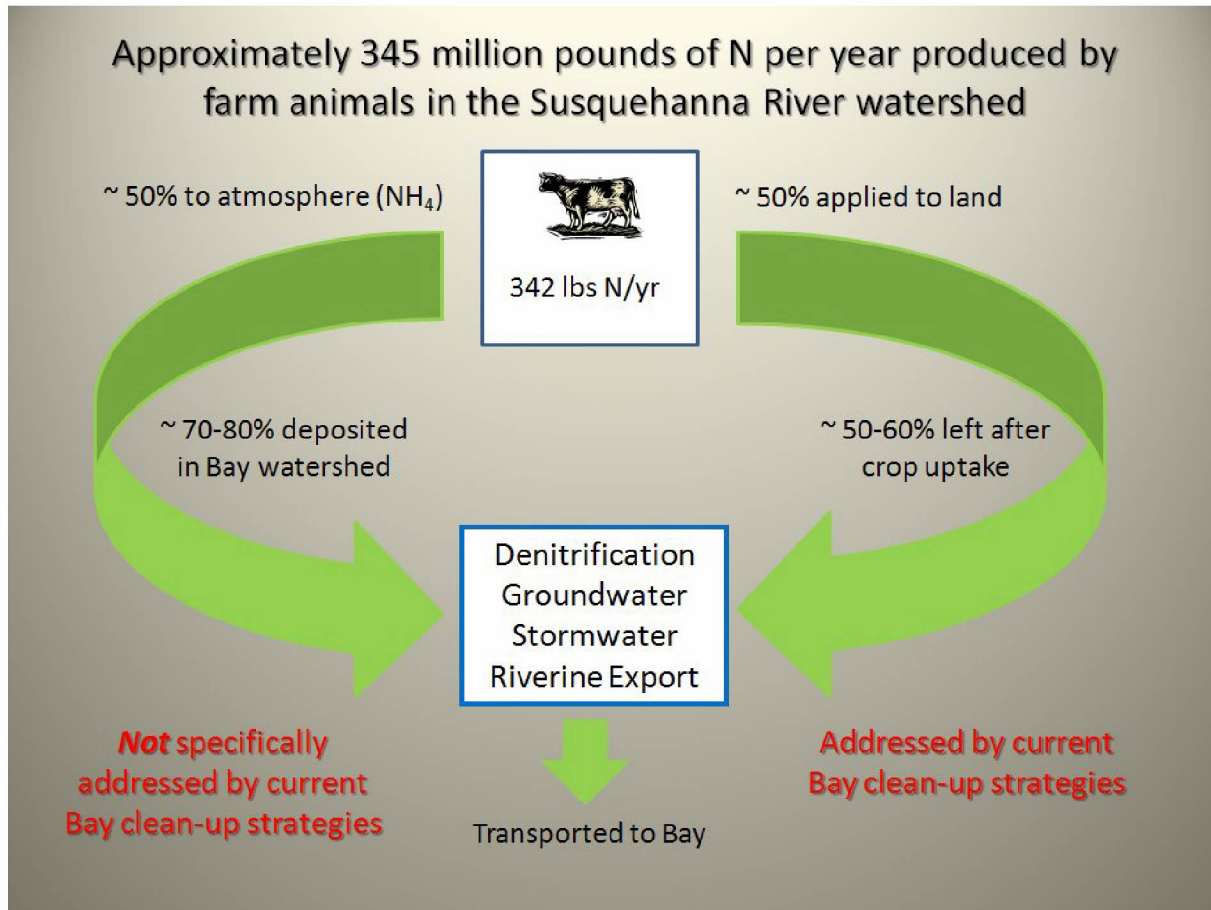 Approximately 345 million pounds of N per year produced by
farm animals in the Susquehanna River watershed
~ 50% to atmosphere (NH₄)
342 lbs N/yr
~ 50% applied to land
~ 70-80% deposited
in Bay watershed
~ 50-60% left after
crop uptake
Denitrification
Groundwater
Stormwater
Riverine Export
Not specifically
addressed by current
Bay clean-up strategies
Addressed by current
Bay clean-up strategies
Transported to Bay